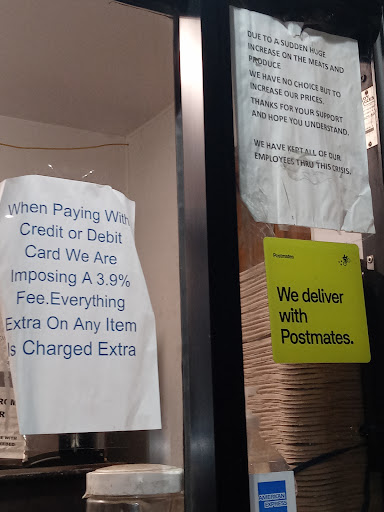 DUE TO A SUDDEN HUGE
INCREASE ON THE MEATS AND
PRODUCE
WE HAVE NO CHOICE BUT TO
INCREASE OUR PRICES.
THANKS FOR YOUR SUPPORT
AND HOPE YOU UNDERSTAND.
WE HAVE KEPT ALL OF OUR
EMPLOYEES THRU THIS CRISIS.
When Paying With
Credit or Debit
Card We Are
Imposing A 3.9%
Fee.Everything
Extra On Any Item
Is Charged Extra
Postmates
We deliver
with
Postmates.
AMERICAN
EXPRESS